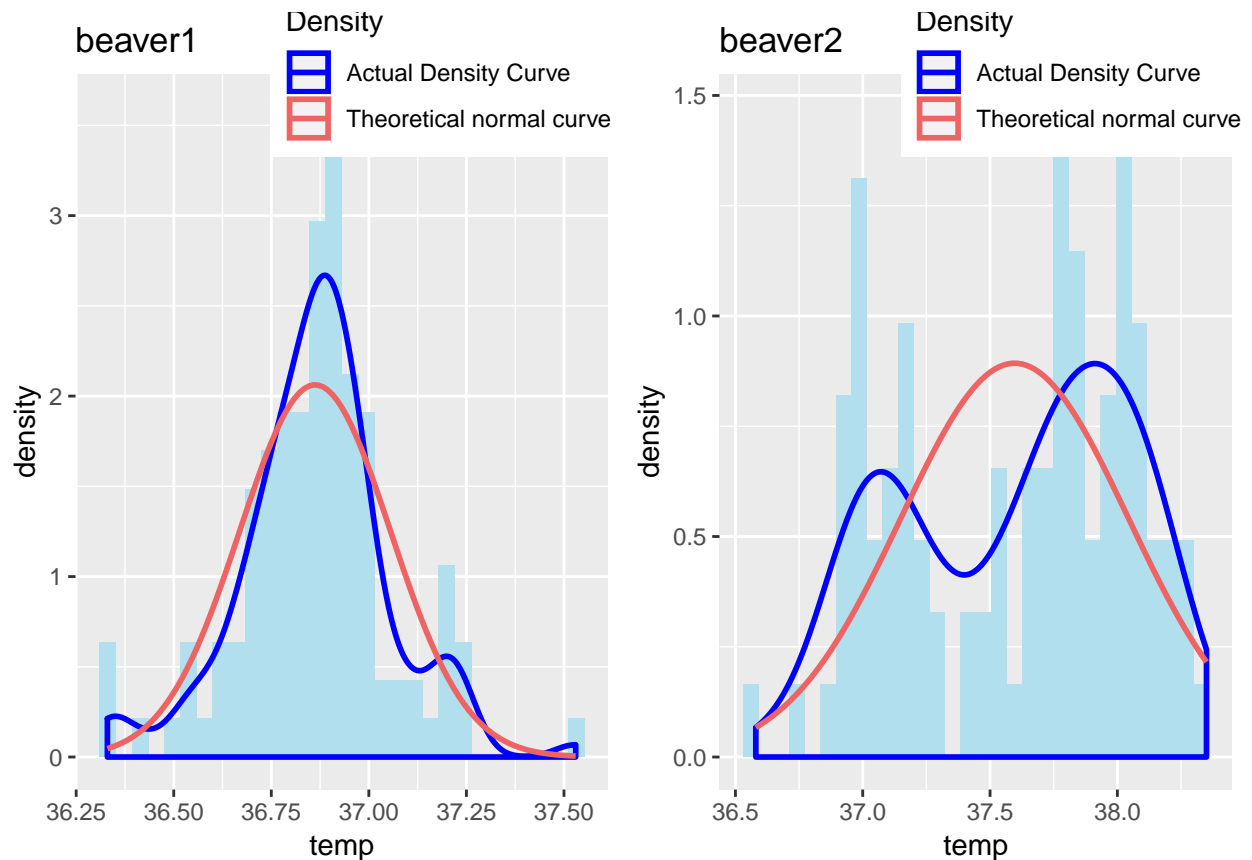 beaver1
Density
Actual Density Curve
Theoretical normal curve
density
3
2
1
0
36.25 36.50 36.75 37.00 37.25 37.50
temp
beaver2
Density
Actual Density Curve
Theoretical normal curve
density
1.5
1.0
0.5
0.0
36.5 37.0 37.5 38.0
temp